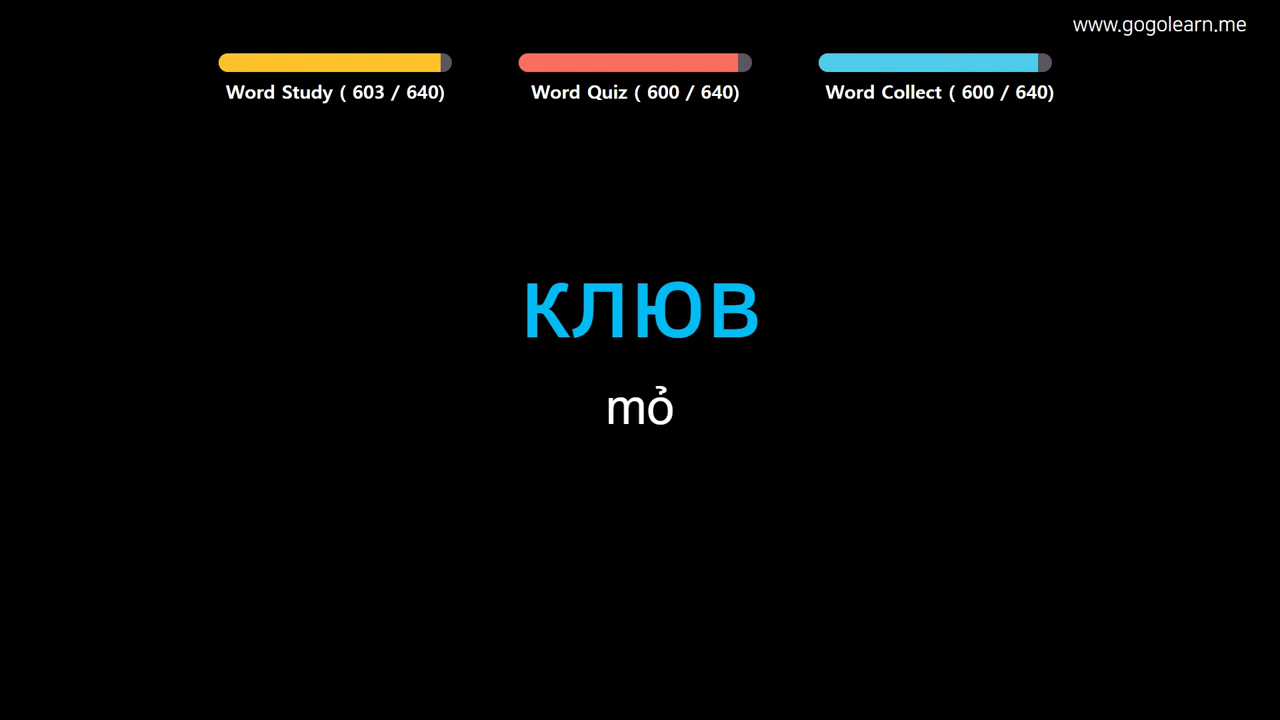 www.gogolearn.me
Word Study ( 603 / 640)
Word Quiz ( 600 / 640)
Word Collect ( 600 / 640)
клюв
mỏ